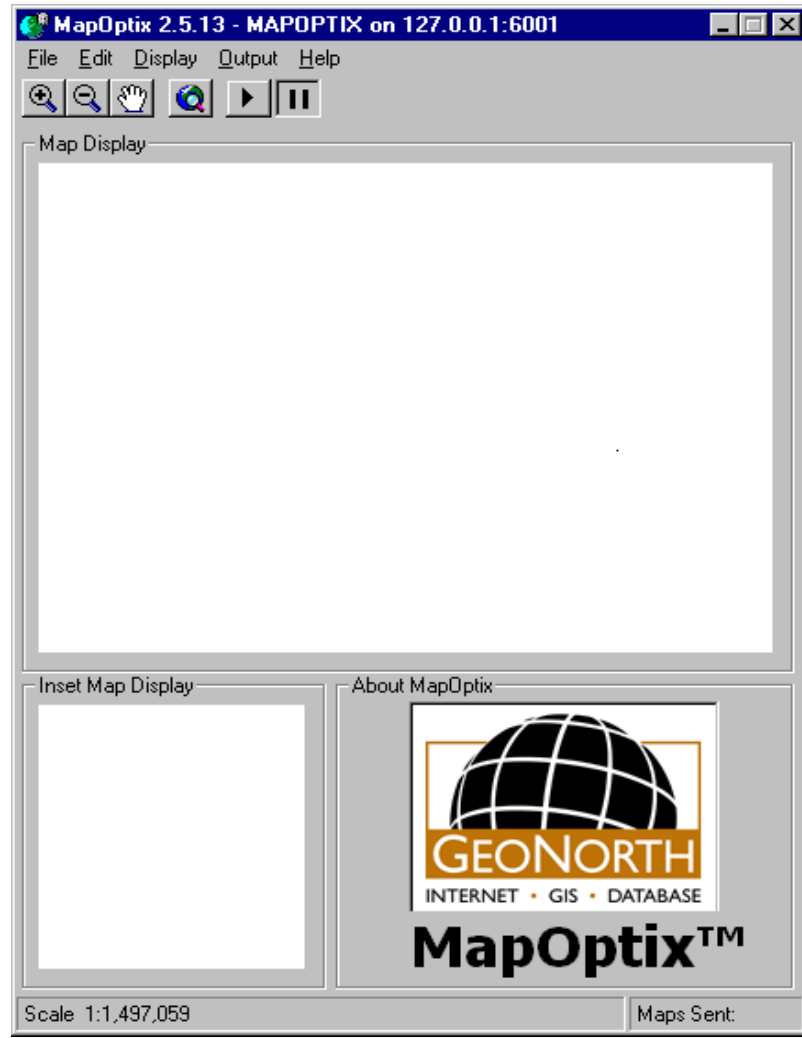 MapOptix 2.5.13 - MAPOPTIX on 127.0.0.1:6001
File Edit Display Output Help
Map Display
Inset Map Display
About MapOptix
GEONORTH
INTERNET • GIS • DATABASE
MapOptix™
Scale 1:1,497,059
Maps Sent: